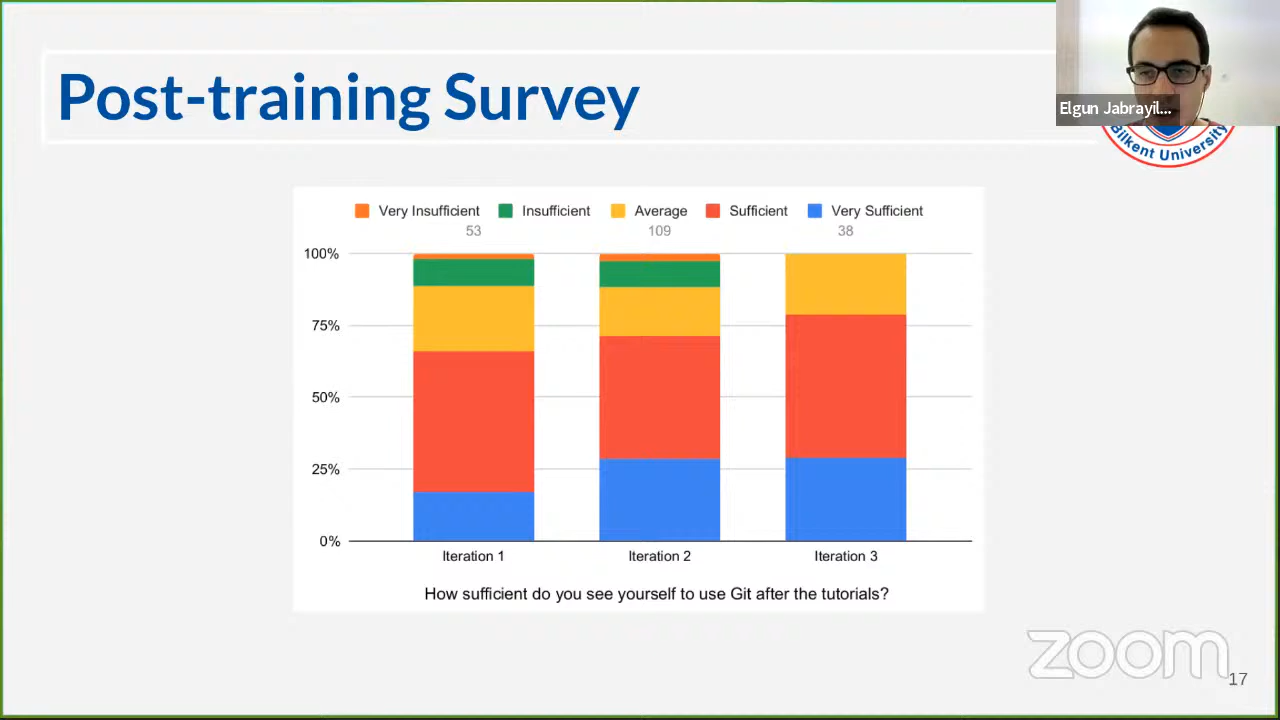 Post-training Survey
Elgun Jabrayil...
Bilkent University
Very Insufficient Insufficient Average Sufficient Very Sufficient
53 109 38
100%
75%
50%
25%
0%
Iteration 1 Iteration 2 Iteration 3
How sufficient do you see yourself to use Git after the tutorials?
zoom
17